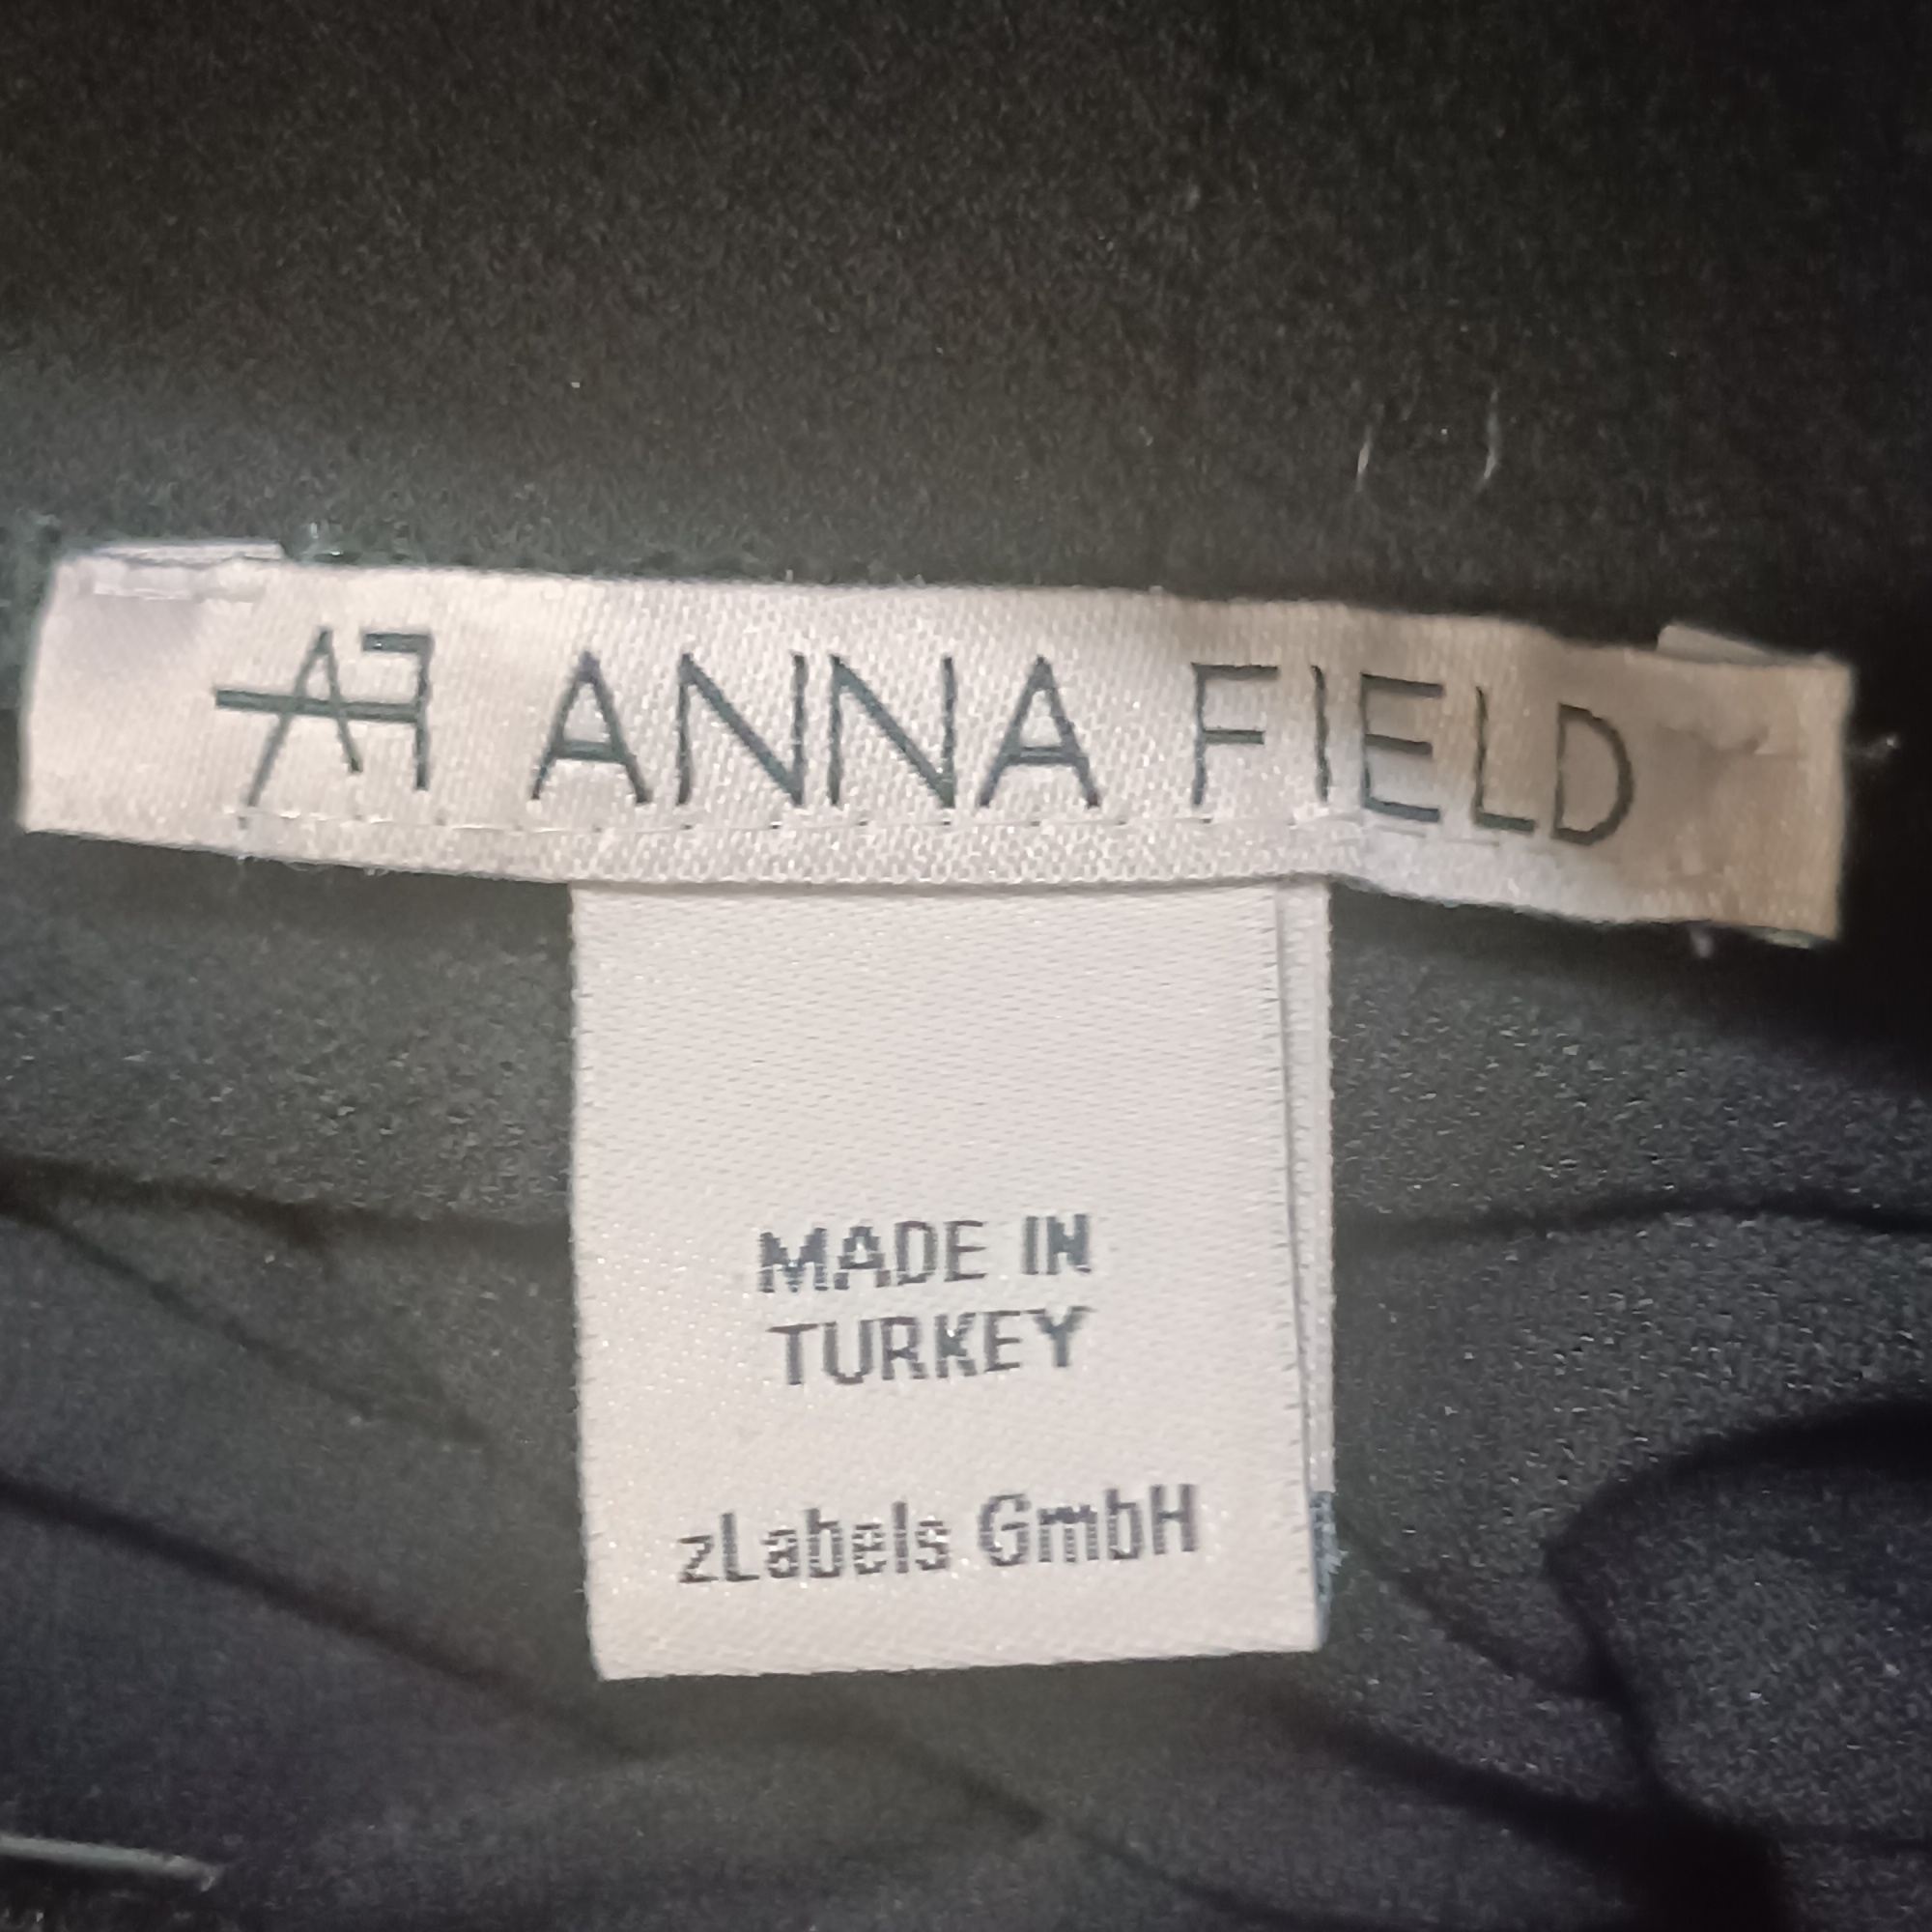 AF ANNA FIELD
MADE IN
TURKEY
zLabels GmbH